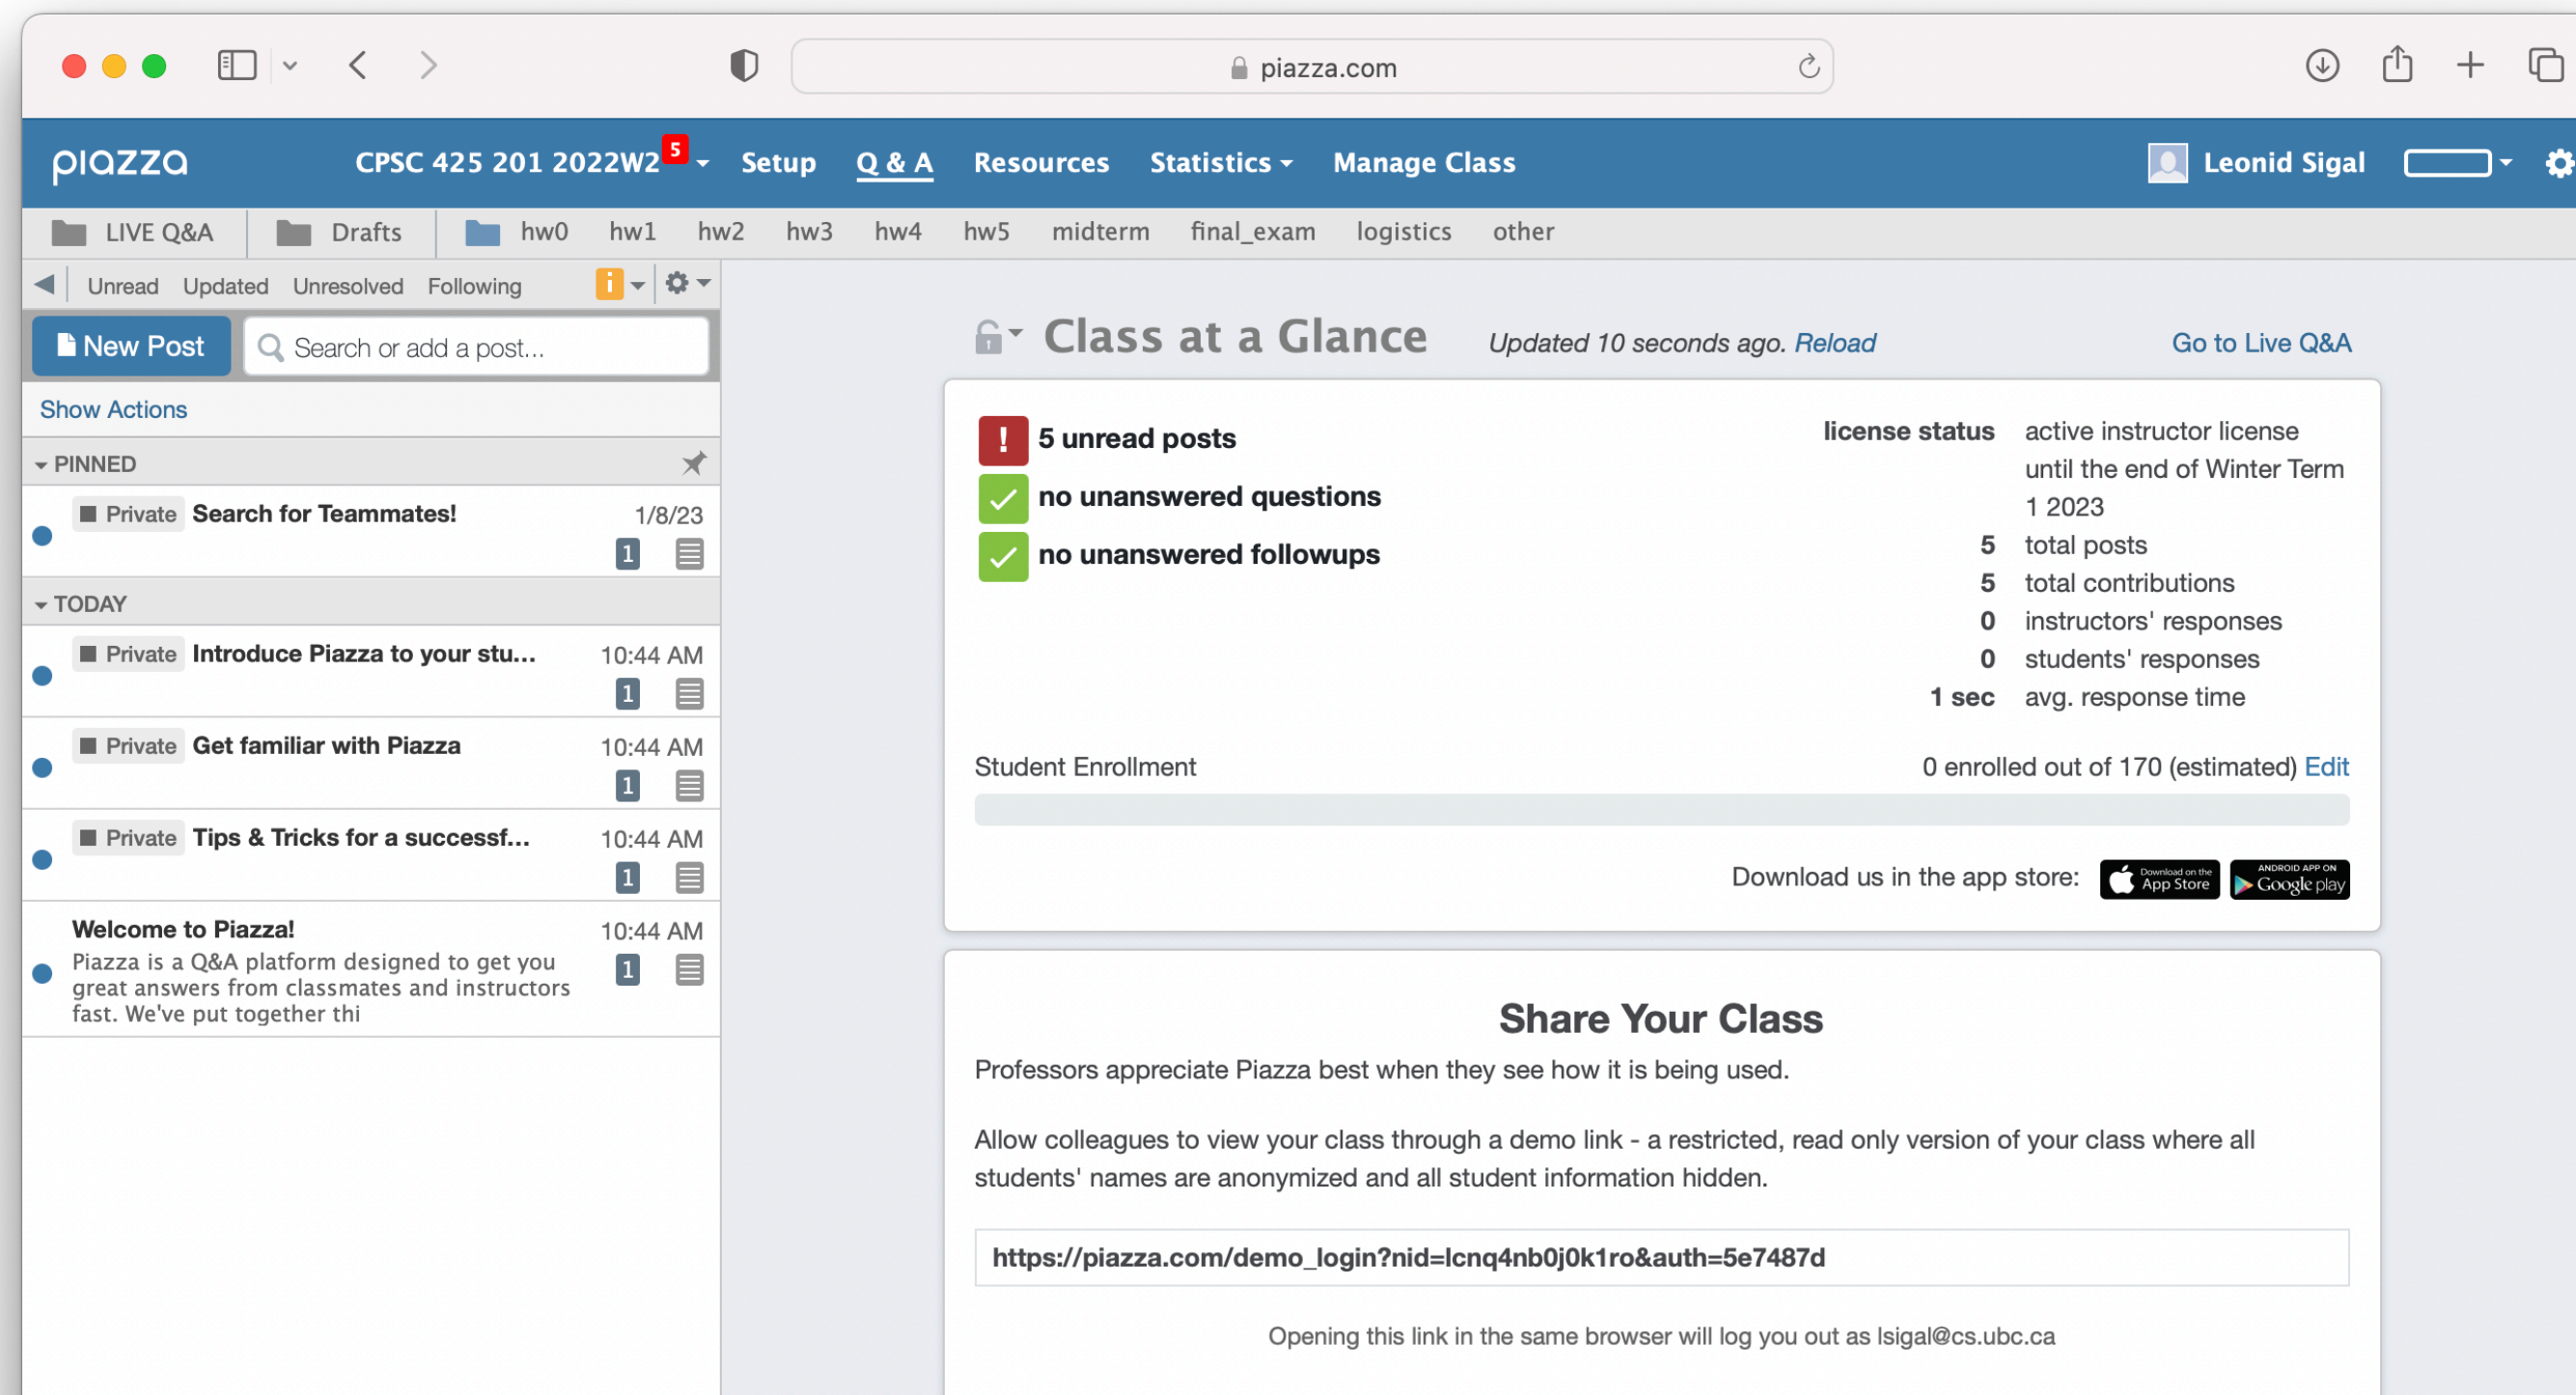 piazza.com
piazza
CPSC 425 201 2022W2 5 Setup Q & A Resources Statistics Manage Class Leonid Sigal
LIVE Q&A Drafts hw0 hw1 hw2 hw3 hw4 hw5 midterm final_exam logistics other
Unread Updated Unresolved Following i
New Post Search or add a post...
Show Actions
PINNED
Private Search for Teammates! 1/8/23
1
TODAY
Private Introduce Piazza to your stu... 10:44 AM
1
Private Get familiar with Piazza 10:44 AM
1
Private Tips & Tricks for a successf... 10:44 AM
1
Welcome to Piazza! 10:44 AM
Piazza is a Q&A platform designed to get you 1
great answers from classmates and instructors
fast. We've put together thi
Class at a Glance Updated 10 seconds ago. Reload Go to Live Q&A
! 5 unread posts
no unanswered questions
no unanswered followups
license status active instructor license
until the end of Winter Term
1 2023
5 total posts
5 total contributions
0 instructors' responses
0 students' responses
1 sec avg. response time
Student Enrollment 0 enrolled out of 170 (estimated) Edit
Download us in the app store: Download on the App Store ANDROID APP ON Google play
Share Your Class
Professors appreciate Piazza best when they see how it is being used.
Allow colleagues to view your class through a demo link - a restricted, read only version of your class where all
students' names are anonymized and all student information hidden.
https://piazza.com/demo_login?nid=lcnq4nb0j0k1ro&auth=5e7487d
Opening this link in the same browser will log you out as lsigal@cs.ubc.ca